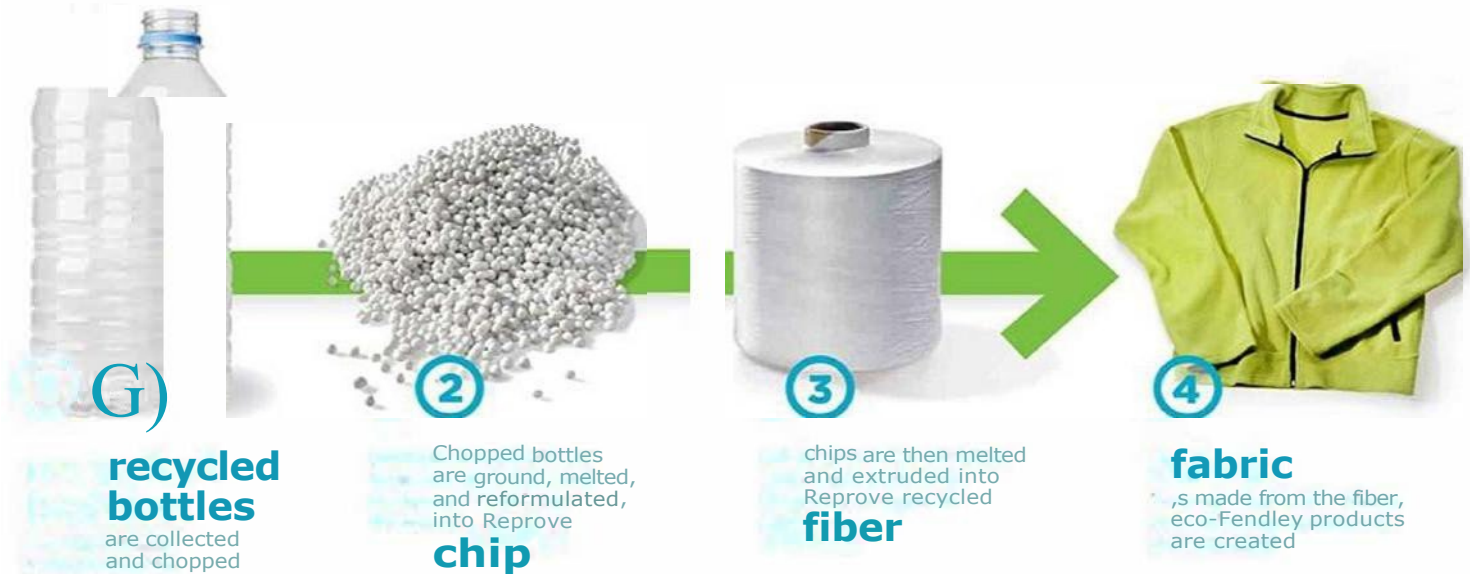 G)
recycled
bottles
are collected
and chopped
2
Chopped bottles
are ground, melted,
and reformulated,
into Reprove
chip
3
chips are then melted
and extruded into
Reprove recycled
fiber
4
fabric
,s made from the fiber,
eco-Fendley products
are created